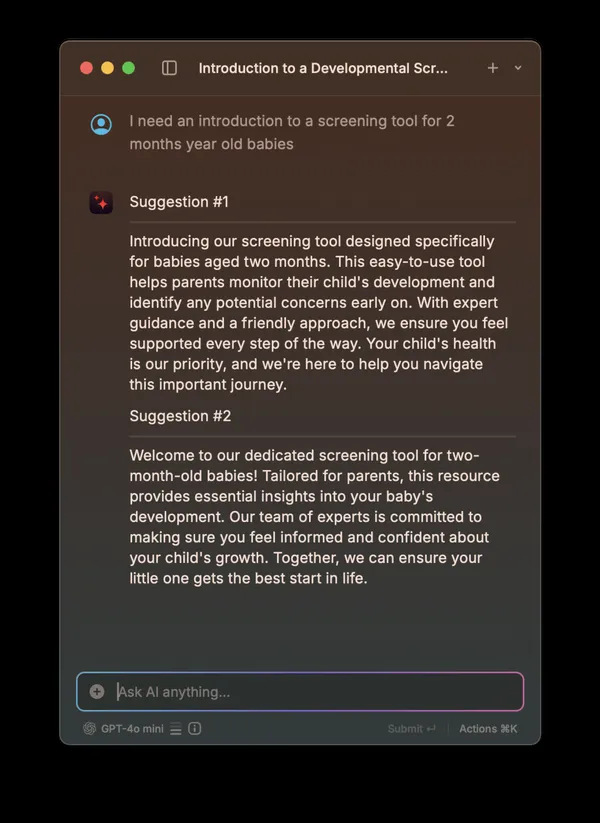 Introduction to a Developmental Scr...
I need an introduction to a screening tool for 2
months year old babies
Suggestion #1
Introducing our screening tool designed specifically
for babies aged two months. This easy-to-use tool
helps parents monitor their child's development and
identify any potential concerns early on. With expert
guidance and a friendly approach, we ensure you feel
supported every step of the way. Your child's health
is our priority, and we're here to help you navigate
this important journey.
Suggestion #2
Welcome to our dedicated screening tool for two-
month-old babies! Tailored for parents, this resource
provides essential insights into your baby's
development. Our team of experts is committed to
making sure you feel informed and confident about
your child's growth. Together, we can ensure your
little one gets the best start in life.
Ask AI anything...
GPT-4o mini Submit ↵ Actions ⌘K